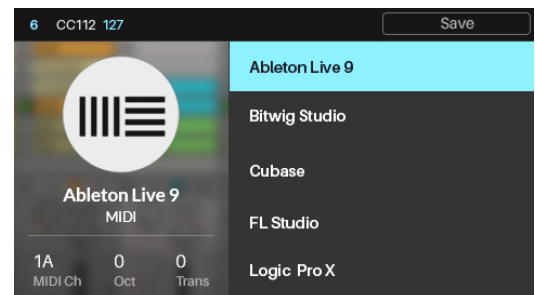 6 CC112 127 Save
Ableton Live 9
MIDI
1A 0 0
MIDI Ch Oct Trans
Ableton Live 9
Bitwig Studio
Cubase
FL Studio
Logic Pro X